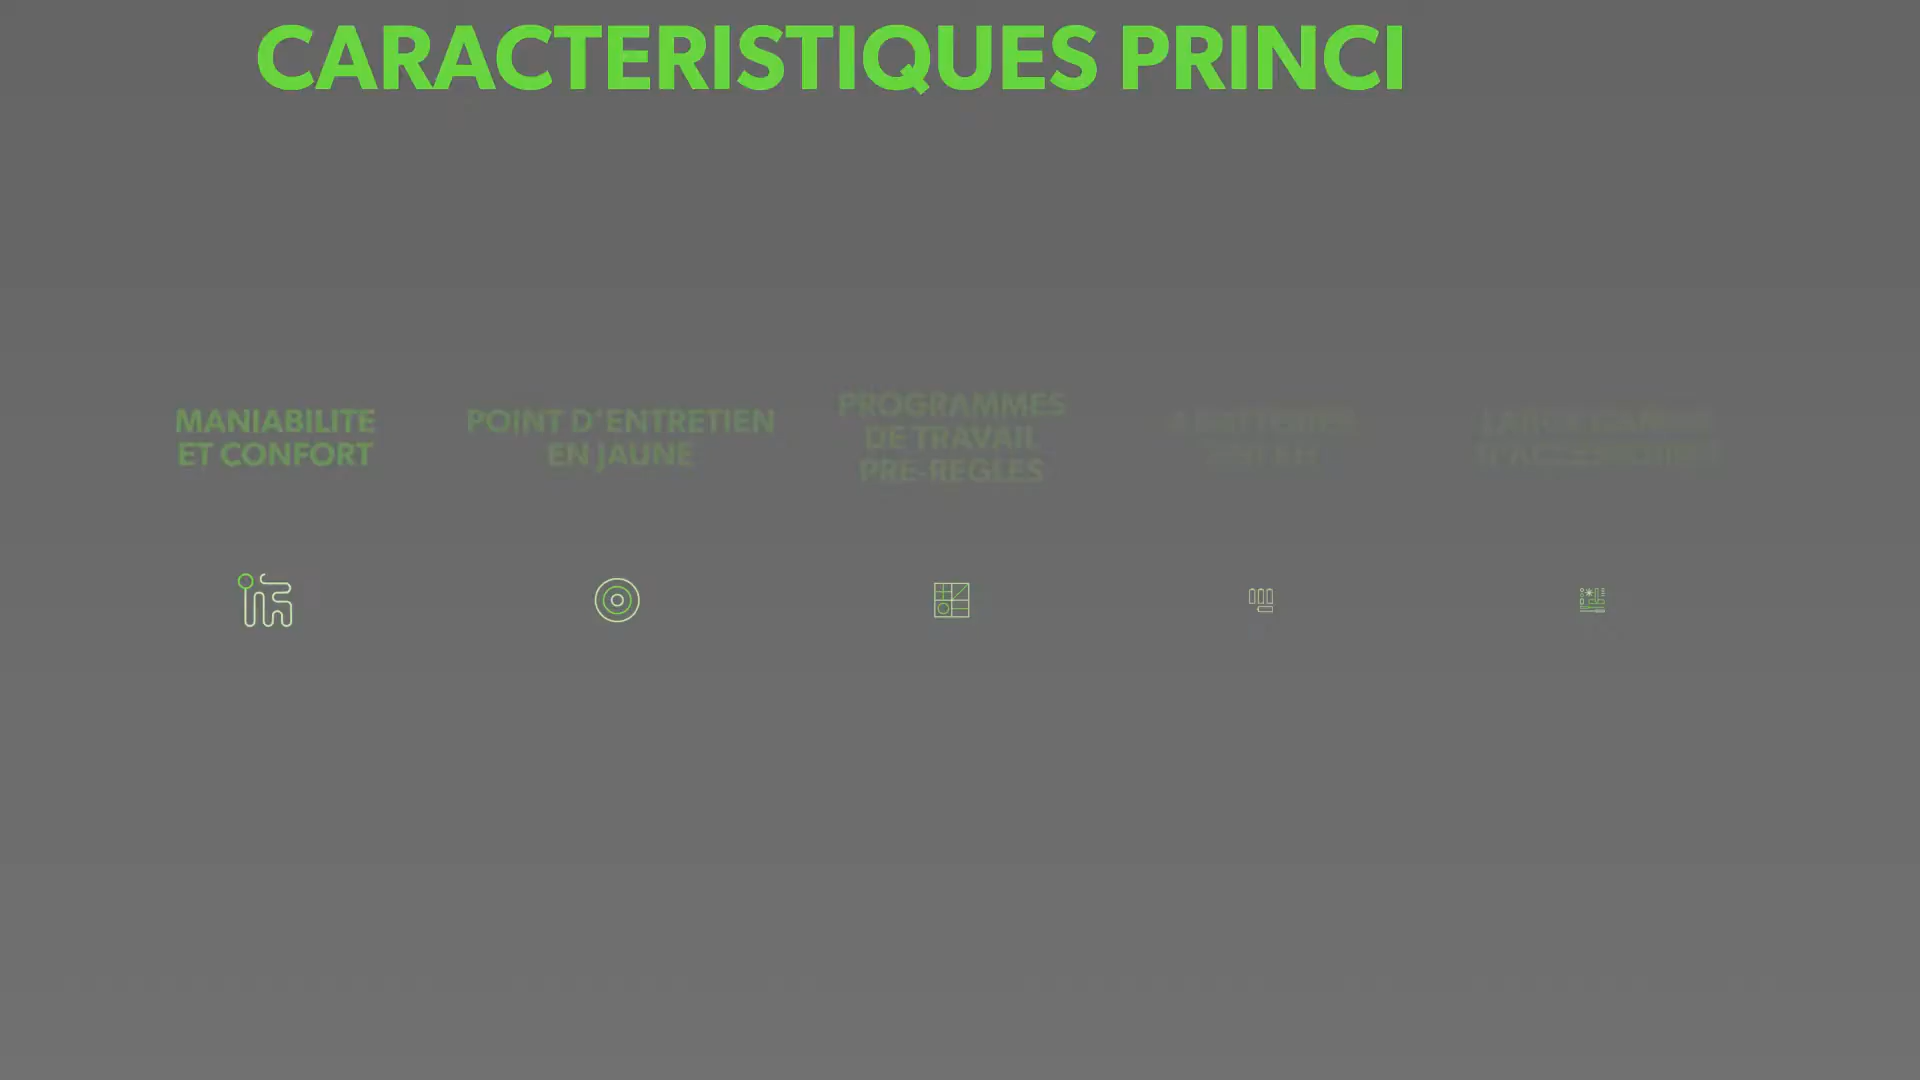 CARACTERISTIQUES PRINCI
MANIABILITE
ET CONFORT
POINT D'ENTRETIEN
EN JAUNE
PROGRAMMES
DE TRAVAIL
PRE-REGLES